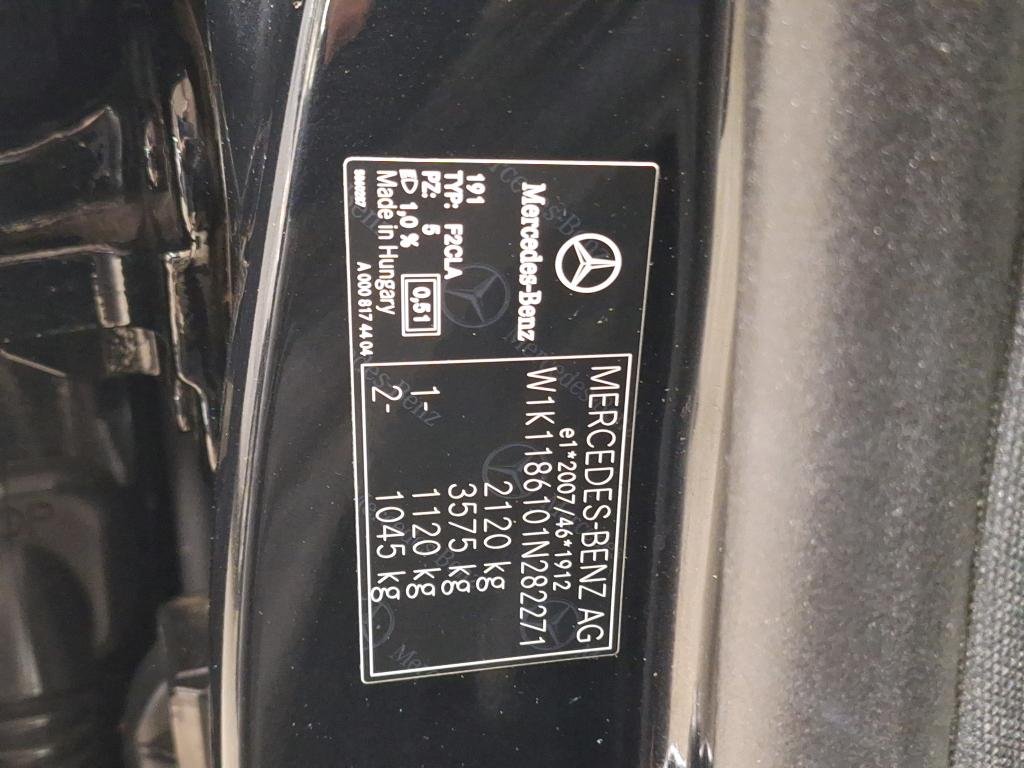 Mercedes-Benz
191
TYP: F2CLA
PZ: 5
1,0 %
0,51
Made in Hungary
A 000 817 44 04
MERCEDES-BENZ AG
e1*2007/46*1912
W1K1186101N282271
2120 kg
3575 kg
1- 1120 kg
2- 1045 kg